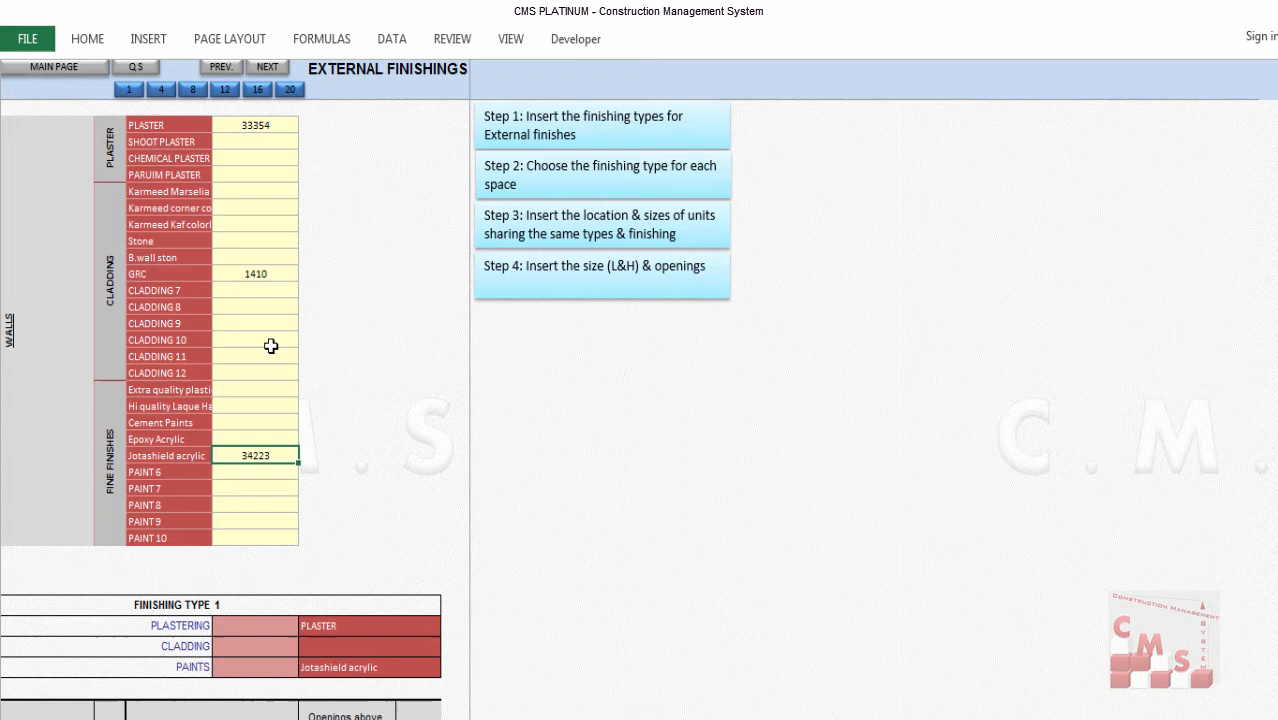 CMS PLATINUM - Construction Management System
FILE HOME INSERT PAGE LAYOUT FORMULAS DATA REVIEW VIEW Developer Sign in
MAIN PAGE Q S PREV. NEXT EXTERNAL FINISHINGS
1 4 8 12 16 20
Step 1: Insert the finishing types for
External finishes
Step 2: Choose the finishing type for each
space
Step 3: Insert the location & sizes of units
sharing the same types & finishing
Step 4: Insert the size (L&H) & openings
WALLS
PLASTER
PLASTER 33354
SHOOT PLASTER
CHEMICAL PLASTER
PARUIM PLASTER
CLADDING
Karmeed Marselia
Karmeed corner co
Karmeed Kaf colorl
Stone
B.wall ston
GRC 1410
CLADDING 7
CLADDING 8
CLADDING 9
CLADDING 10
CLADDING 11
CLADDING 12
FINE FINISHES
Extra quality plasti
Hi quality Laque Ha
Cement Paints
Epoxy Acrylic
Jotashield acrylic 34223
PAINT 6
PAINT 7
PAINT 8
PAINT 9
PAINT 10
. S C . M .
FINISHING TYPE 1
PLASTERING PLASTER
CLADDING
PAINTS Jotashield acrylic
Openings above
CONSTRUCTION MANAGEMENT
SYSTEM
C M S